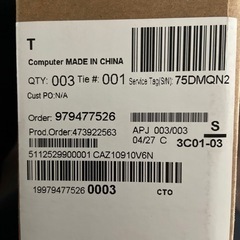 T
Computer MADE IN CHINA
QTY: 003 Tie #: 001 Service Tag(S/N): 75DMQN2
Cust PO:N/A
Order: 979477526
Prod.Order:473922563 APJ 003/003 S
04/27 C 3C01-03
5112529900001 CAZ10910V6N
19979477526 0003 CTO